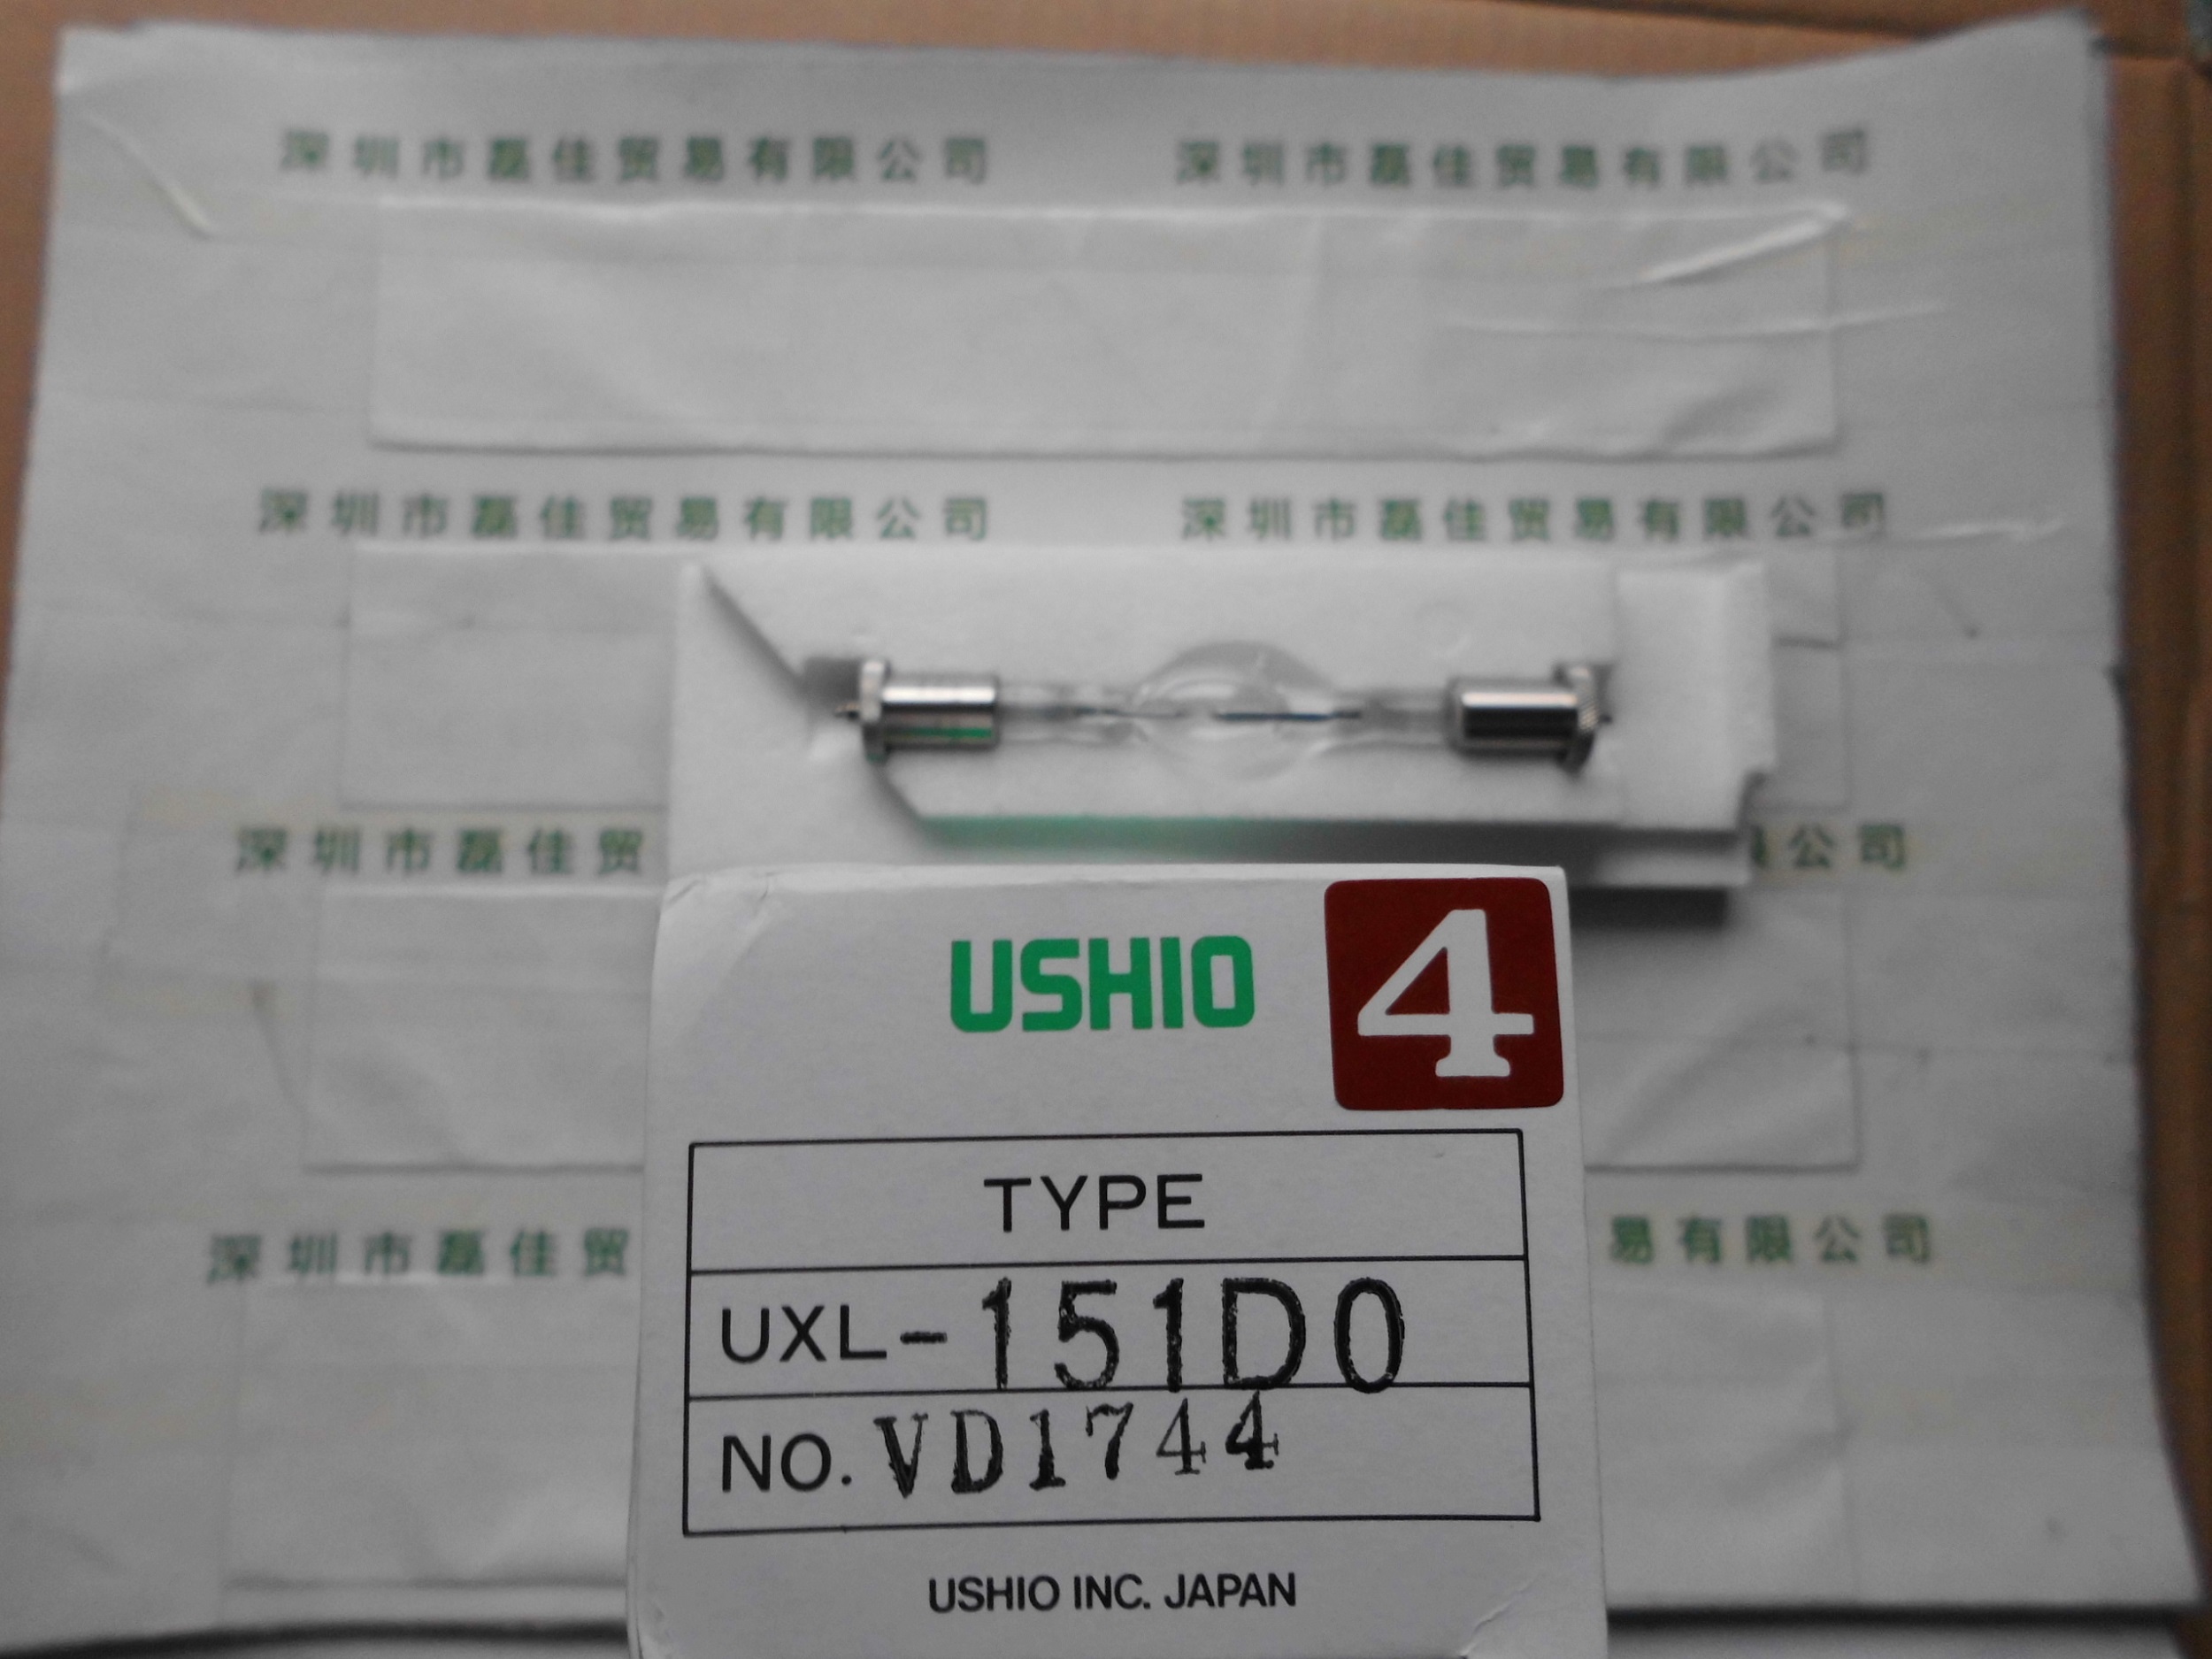 深圳市磊佳贸易有限公司 深圳市磊佳贸易有限公司
深圳市磊佳贸易有限公司 深圳市磊佳贸易有限公司
深圳市磊佳贸 公司
USHIO 4
TYPE
深圳市磊佳贸 易有限公司
UXL-151D0
NO. VD1744
USHIO INC. JAPAN